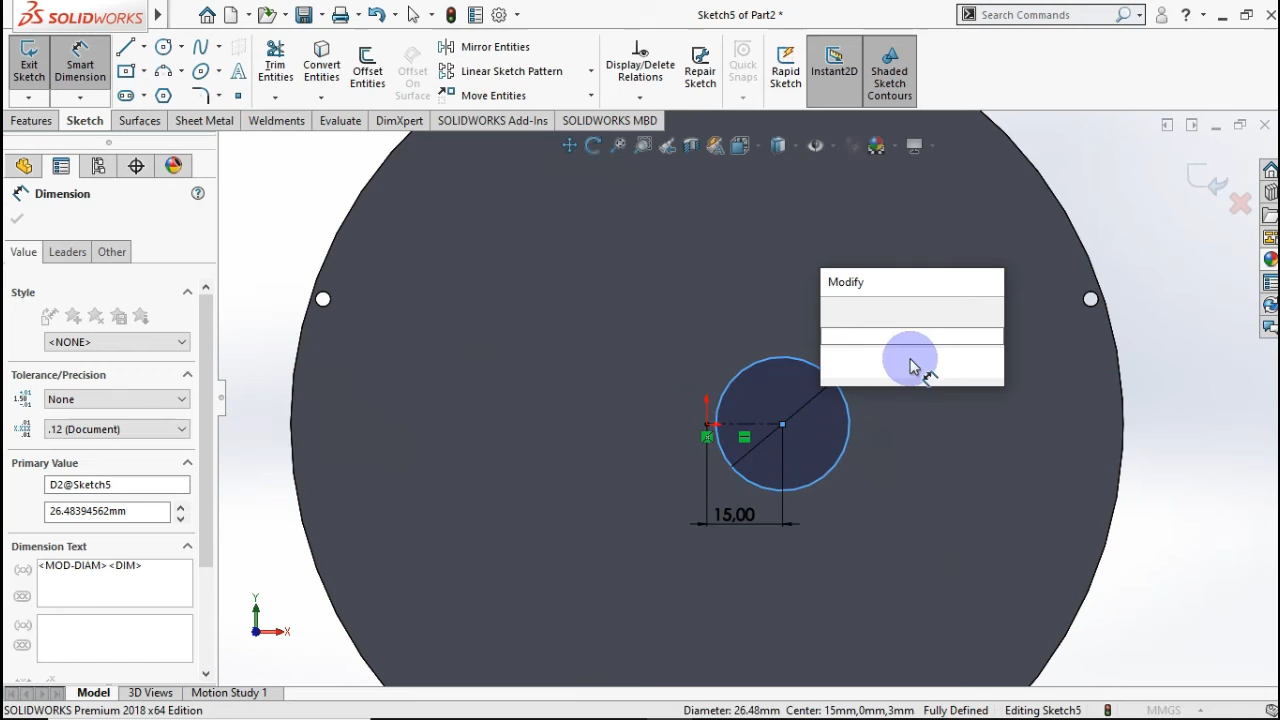 SOLIDWORKS
Sketch5 of Part2 *
Search Commands
Exit Sketch
Smart Dimension
Trim Entities
Convert Entities
Offset Entities
Offset On Surface
Mirror Entities
Linear Sketch Pattern
Move Entities
Display/Delete Relations
Repair Sketch
Quick Snaps
Rapid Sketch
Instant2D
Shaded Sketch Contours
Features Sketch Surfaces Sheet Metal Weldments Evaluate DimXpert SOLIDWORKS Add-Ins SOLIDWORKS MBD
Dimension
Value Leaders Other
Style
<NONE>
Tolerance/Precision
None
.12 (Document)
Primary Value
D2@Sketch5
26.48394562mm
Dimension Text
<MOD-DIAM><DIM>
Modify
15,00
Y
X
Model 3D Views Motion Study 1
SOLIDWORKS Premium 2018 x64 Edition
Diameter: 26.48mm Center: 15mm,0mm,3mm Fully Defined Editing Sketch5 MMGS